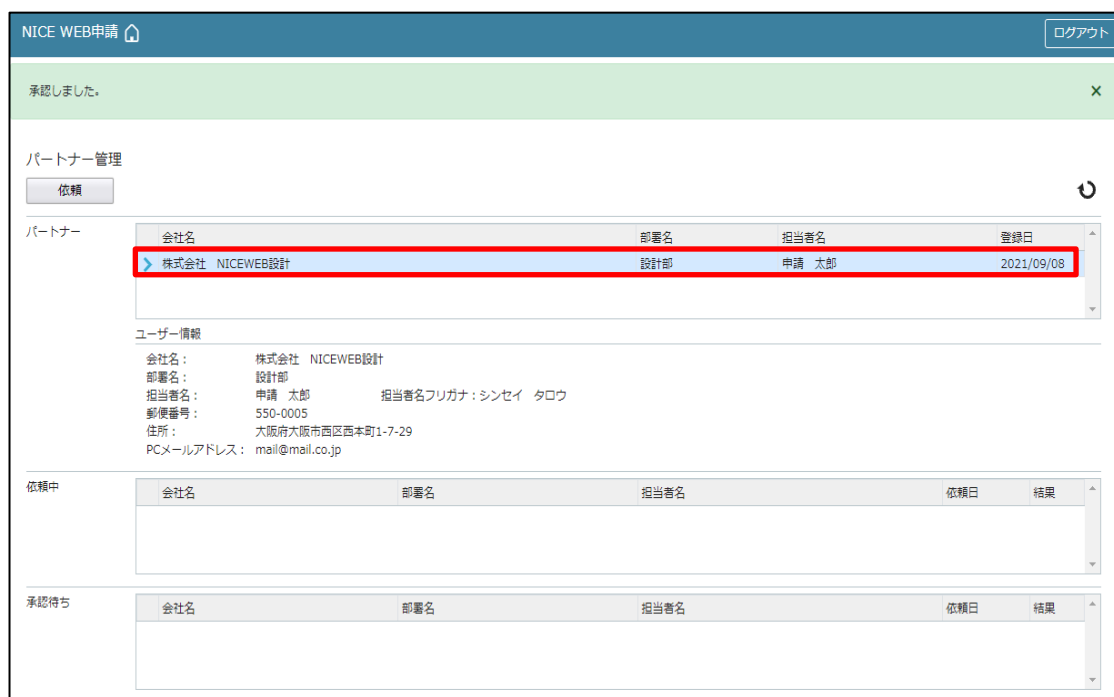 NICE WEB申請 ログアウト
承認しました。 ×
パートナー管理
依頼
パートナー
会社名 部署名 担当者名 登録日
株式会社　NICEWEB設計 設計部 申請　太郎 2021/09/08
ユーザー情報
会社名： 株式会社　NICEWEB設計
部署名： 設計部
担当者名： 申請　太郎 担当者名フリガナ：シンセイ　タロウ
郵便番号： 550-0005
住所： 大阪府大阪市西区西本町1-7-29
PCメールアドレス： mail@mail.co.jp
依頼中
会社名 部署名 担当者名 依頼日 結果
承認待ち
会社名 部署名 担当者名 依頼日 結果